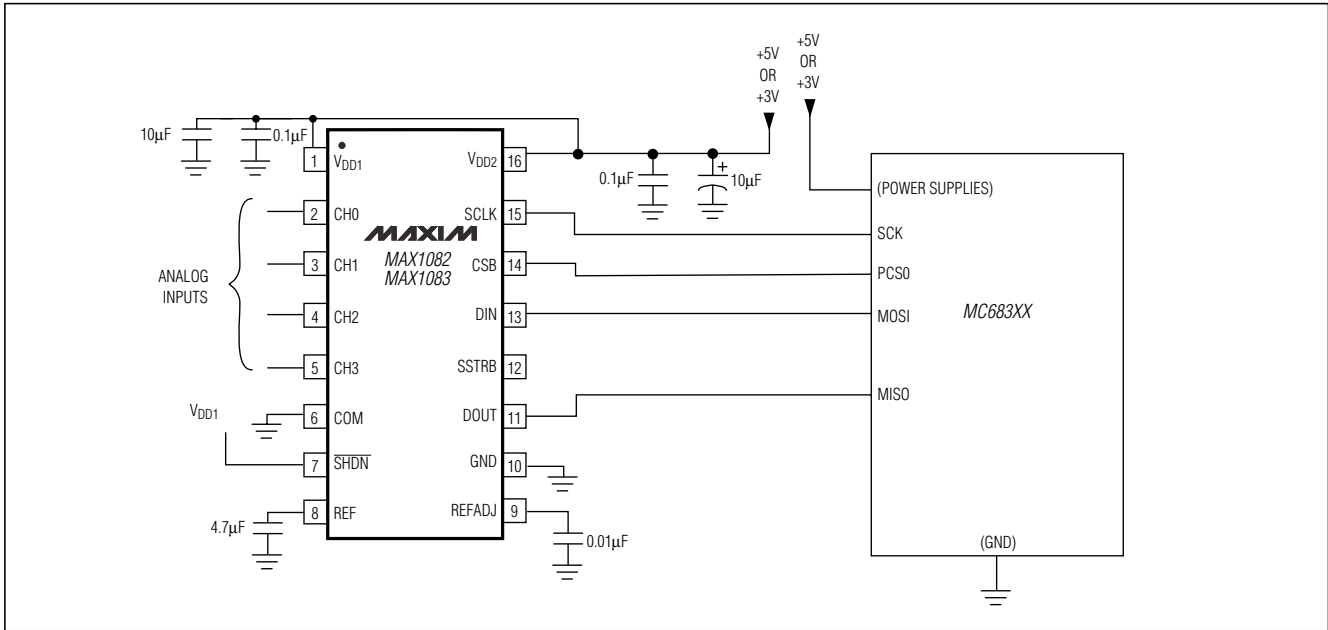 +5V
OR
+3V
+5V
OR
+3V
10µF
0.1µF
1
VDD1
VDD2
16
0.1µF
+
10µF
(POWER SUPPLIES)
2
CH0
SCLK
15
SCK
MAXIM
MAX1082
MAX1083
3
CH1
CSB
14
PCS0
ANALOG
INPUTS
4
CH2
DIN
13
MOSI
MC683XX
5
CH3
SSTRB
12
VDD1
6
COM
DOUT
11
MISO
7
SHDN
GND
10
8
REF
REFADJ
9
4.7µF
0.01µF
(GND)